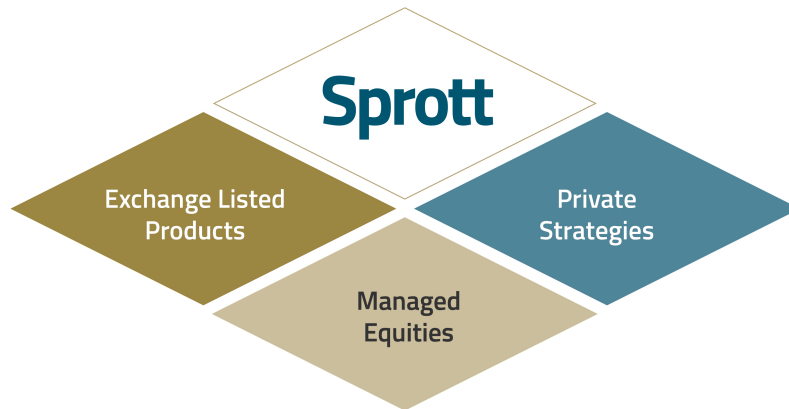 Sprott
Exchange Listed
Products
Private
Strategies
Managed
Equities